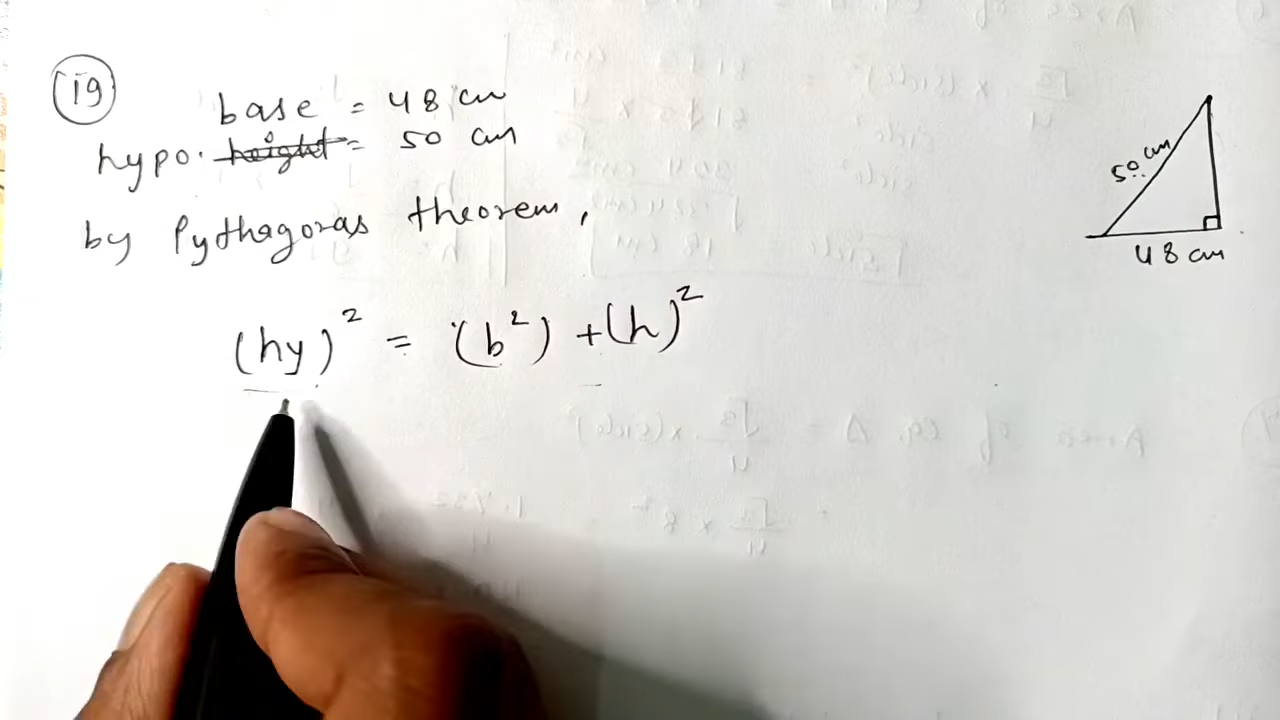 19
base = 48 cm
hypo. height = 50 cm
by Pythagoras theorem,
(hy)² = (b²) + (h)²
50 cm
48 cm